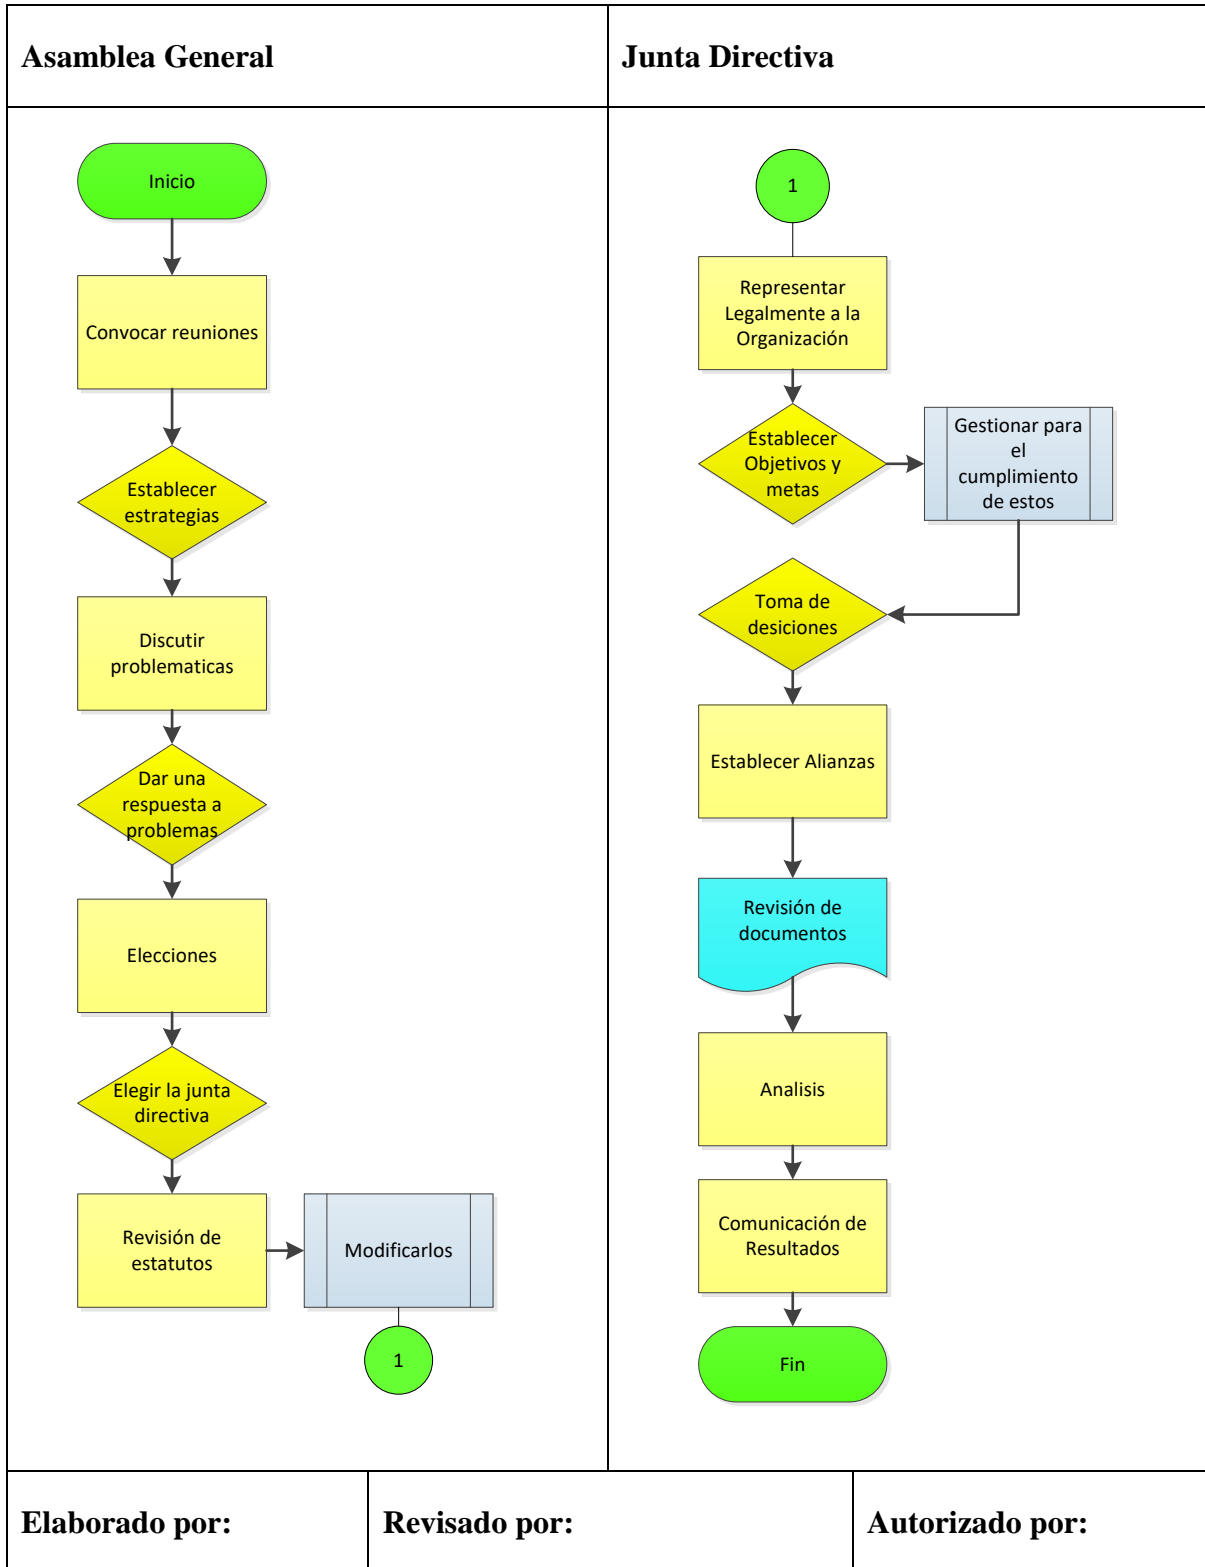 Asamblea General
Junta Directiva
Inicio
Convocar reuniones
Establecer
estrategias
Discutir
problematicas
Dar una
respuesta a
problemas
Elecciones
Elegir la junta
directiva
Revisión de
estatutos
Modificarlos
1
1
Representar
Legalmente a la
Organización
Establecer
Objetivos y
metas
Gestionar para
el
cumplimiento
de estos
Toma de
desiciones
Establecer Alianzas
Revisión de
documentos
Analisis
Comunicación de
Resultados
Fin
Elaborado por:
Revisado por:
Autorizado por: